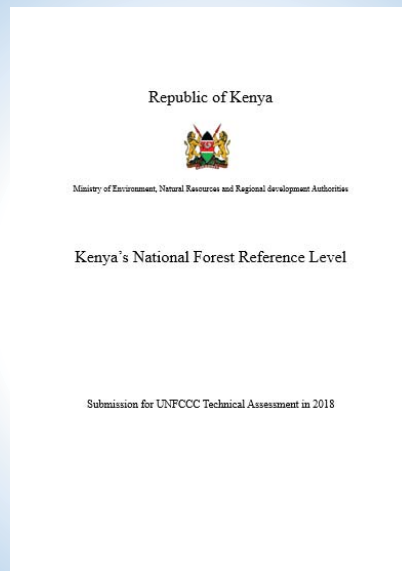 Republic of Kenya
Ministry of Environment, Natural Resources and Regional development Authorities
Kenya's National Forest Reference Level
Submission for UNFCCC Technical Assessment in 2018